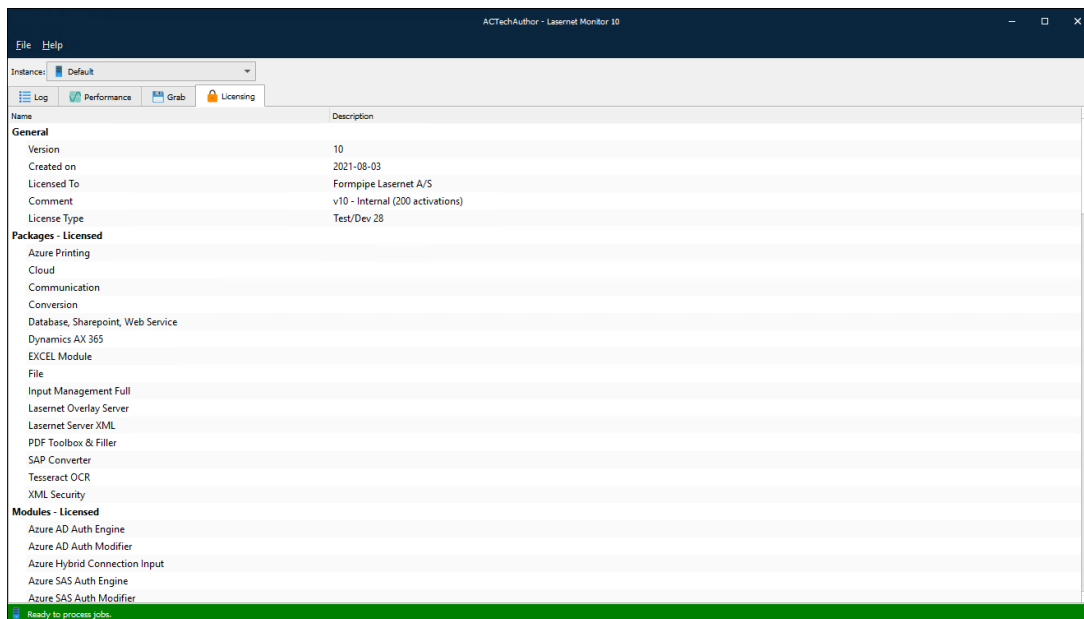 ACTechAuthor - Lasernet Monitor 10
File Help
Instance: Default
Log Performance Grab Licensing
Name Description
General
Version 10
Created on 2021-08-03
Licensed To Formpipe Lasernet A/S
Comment v10 - Internal (200 activations)
License Type Test/Dev 28
Packages - Licensed
Azure Printing
Cloud
Communication
Conversion
Database, Sharepoint, Web Service
Dynamics AX 365
EXCEL Module
File
Input Management Full
Lasernet Overlay Server
Lasernet Server XML
PDF Toolbox & Filler
SAP Converter
Tesseract OCR
XML Security
Modules - Licensed
Azure AD Auth Engine
Azure AD Auth Modifier
Azure Hybrid Connection Input
Azure SAS Auth Engine
Azure SAS Auth Modifier
Ready to process jobs.